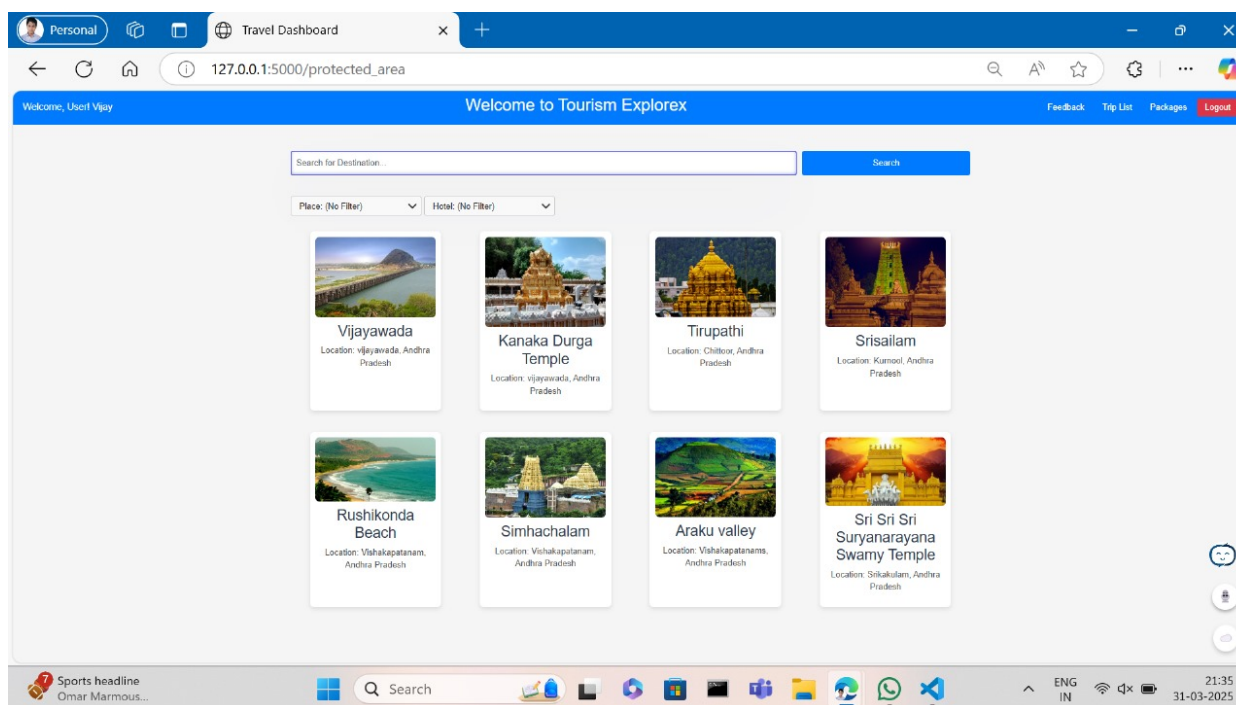 Personal
Travel Dashboard
127.0.0.1:5000/protected_area
Welcome, User! Vijay
Welcome to Tourism Explorex
Feedback Trip List Packages Logout
Search for Destination...
Search
Place: (No Filter) Hotel: (No Filter)
Vijayawada
Location: vijayawada, Andhra
Pradesh
Kanaka Durga
Temple
Location: vijayawada, Andhra
Pradesh
Tirupathi
Location: Chittoor, Andhra
Pradesh
Srisailam
Location: Kurnool, Andhra
Pradesh
Rushikonda
Beach
Location: Vishakapatanam,
Andhra Pradesh
Simhachalam
Location: Vishakapatanam,
Andhra Pradesh
Araku valley
Location: Vishakapatanams,
Andhra Pradesh
Sri Sri Sri
Suryanarayana
Swamy Temple
Location: Srikakulam, Andhra
Pradesh
7
Sports headline
Omar Marmous...
Search
ENG
IN
21:35
31-03-2025